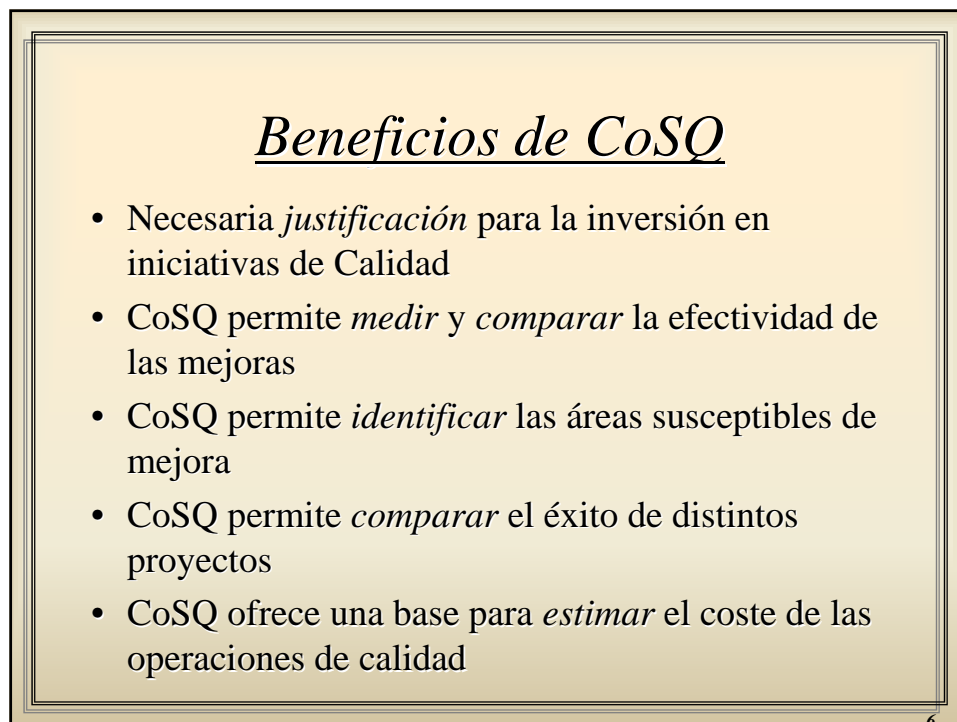 Beneficios de CoSQ
• Necesaria justificación para la inversión en
iniciativas de Calidad
• CoSQ permite medir y comparar la efectividad de
las mejoras
• CoSQ permite identificar las áreas susceptibles de
mejora
• CoSQ permite comparar el éxito de distintos
proyectos
• CoSQ ofrece una base para estimar el coste de las
operaciones de calidad
6